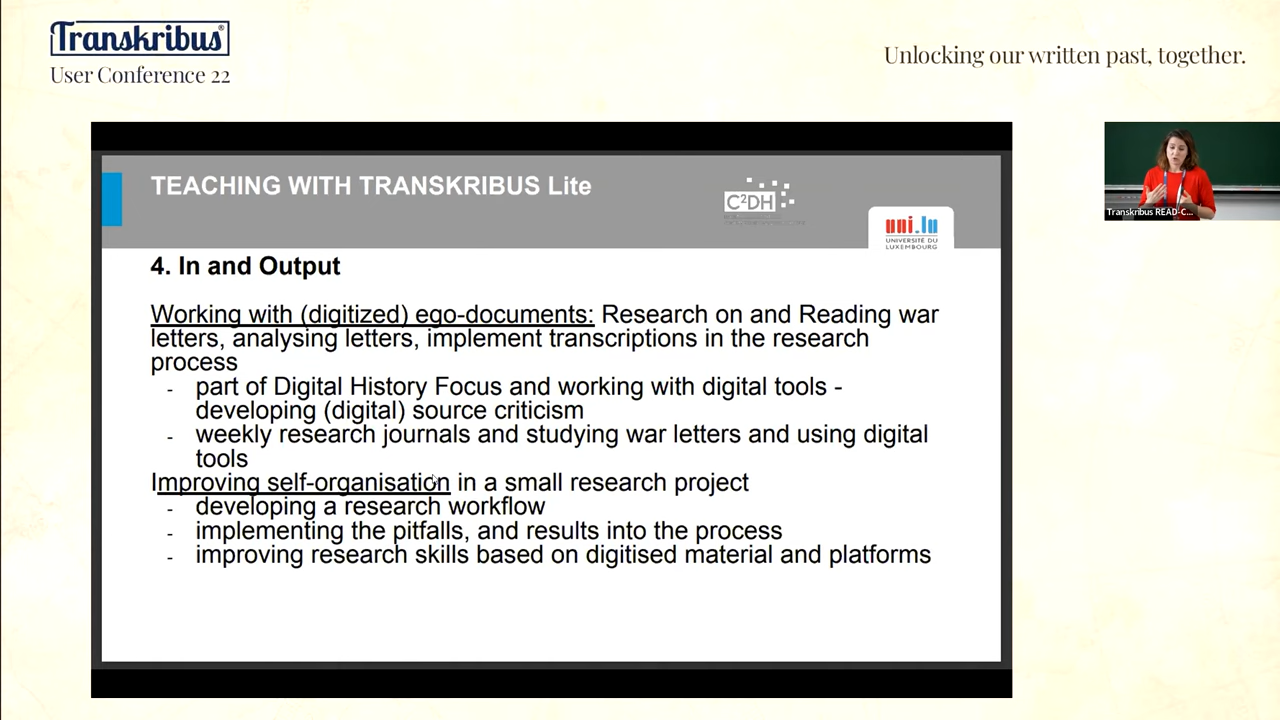 Transkribus®
User Conference 22
Unlocking our written past, together.
TEACHING WITH TRANSKRIBUS Lite
C²DH
uni.lu
UNIVERSITÉ DU
LUXEMBOURG
4. In and Output
Working with (digitized) ego-documents: Research on and Reading war
letters, analysing letters, implement transcriptions in the research
process
- part of Digital History Focus and working with digital tools -
developing (digital) source criticism
- weekly research journals and studying war letters and using digital
tools
Improving self-organisation in a small research project
- developing a research workflow
- implementing the pitfalls, and results into the process
- improving research skills based on digitised material and platforms
Transkribus READ-C...